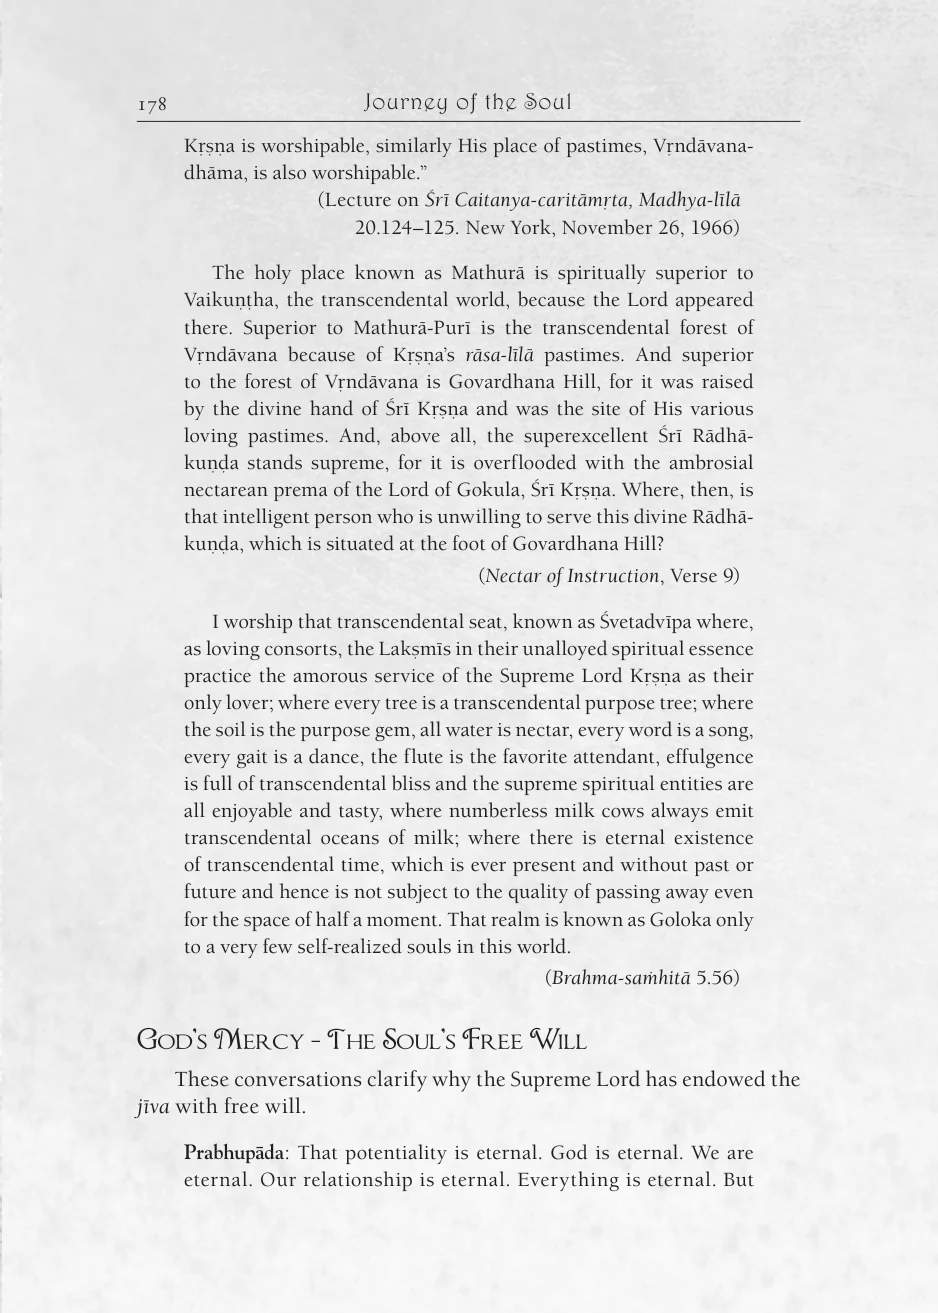 178
Journey of the Soul
Kṛṣṇa is worshipable, similarly His place of pastimes, Vṛndāvana-
dhāma, is also worshipable.”
(Lecture on Śrī Caitanya-caritāmṛta, Madhya-līlā
20.124–125. New York, November 26, 1966)
The holy place known as Mathurā is spiritually superior to
Vaikuṇṭha, the transcendental world, because the Lord appeared
there. Superior to Mathurā-Purī is the transcendental forest of
Vṛndāvana because of Kṛṣṇa’s rāsa-līlā pastimes. And superior
to the forest of Vṛndāvana is Govardhana Hill, for it was raised
by the divine hand of Śrī Kṛṣṇa and was the site of His various
loving pastimes. And, above all, the superexcellent Śrī Rādhā-
kuṇḍa stands supreme, for it is overflooded with the ambrosial
nectarean prema of the Lord of Gokula, Śrī Kṛṣṇa. Where, then, is
that intelligent person who is unwilling to serve this divine Rādhā-
kuṇḍa, which is situated at the foot of Govardhana Hill?
(Nectar of Instruction, Verse 9)
I worship that transcendental seat, known as Śvetadvīpa where,
as loving consorts, the Lakṣmīs in their unalloyed spiritual essence
practice the amorous service of the Supreme Lord Kṛṣṇa as their
only lover; where every tree is a transcendental purpose tree; where
the soil is the purpose gem, all water is nectar, every word is a song,
every gait is a dance, the flute is the favorite attendant, effulgence
is full of transcendental bliss and the supreme spiritual entities are
all enjoyable and tasty, where numberless milk cows always emit
transcendental oceans of milk; where there is eternal existence
of transcendental time, which is ever present and without past or
future and hence is not subject to the quality of passing away even
for the space of half a moment. That realm is known as Goloka only
to a very few self-realized souls in this world.
(Brahma-saṁhitā 5.56)
God’s Mercy – The Soul’s Free Will
These conversations clarify why the Supreme Lord has endowed the
jīva with free will.
Prabhupāda: That potentiality is eternal. God is eternal. We are
eternal. Our relationship is eternal. Everything is eternal. But